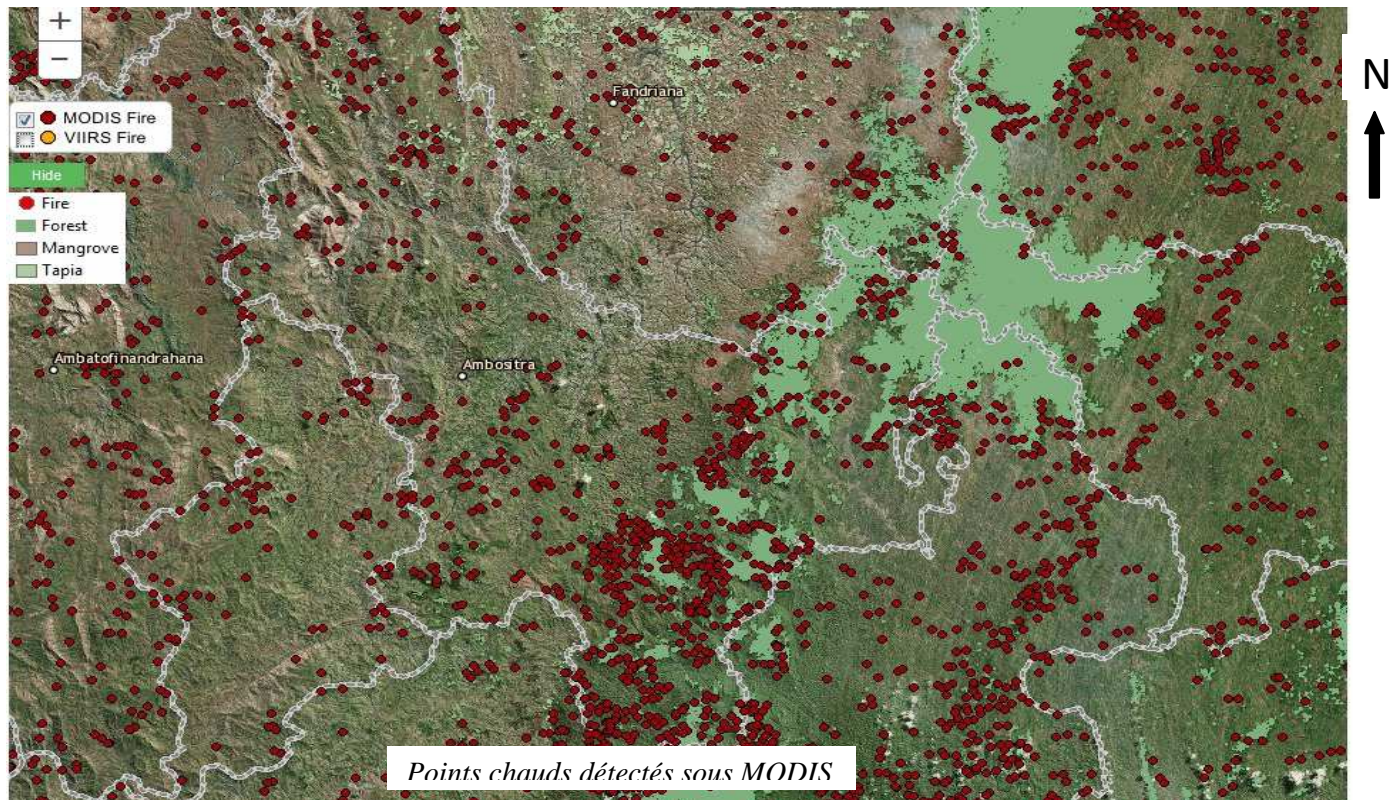 +
−
N
MODIS Fire
VIIRS Fire
Hide
Fire
Forest
Mangrove
Tapia
Fandriana
Ambatofinandrahana
Ambositra
Points chauds détectés sous MODIS